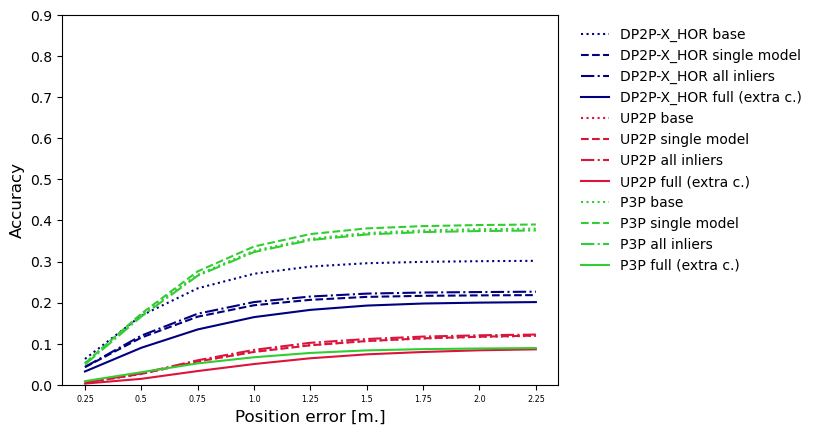 0.9
0.8
0.7
0.6
0.5
0.4
0.3
0.2
0.1
0.0
Accuracy
0.25 0.5 0.75 1.0 1.25 1.5 1.75 2.0 2.25
Position error [m.]
DP2P-X_HOR base
DP2P-X_HOR single model
DP2P-X_HOR all inliers
DP2P-X_HOR full (extra c.)
UP2P base
UP2P single model
UP2P all inliers
UP2P full (extra c.)
P3P base
P3P single model
P3P all inliers
P3P full (extra c.)